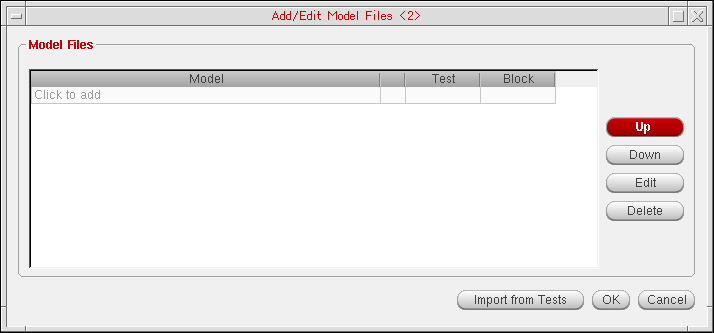 Add/Edit Model Files <2>
Model Files
Model Test Block
Click to add
Up
Down
Edit
Delete
Import from Tests OK Cancel